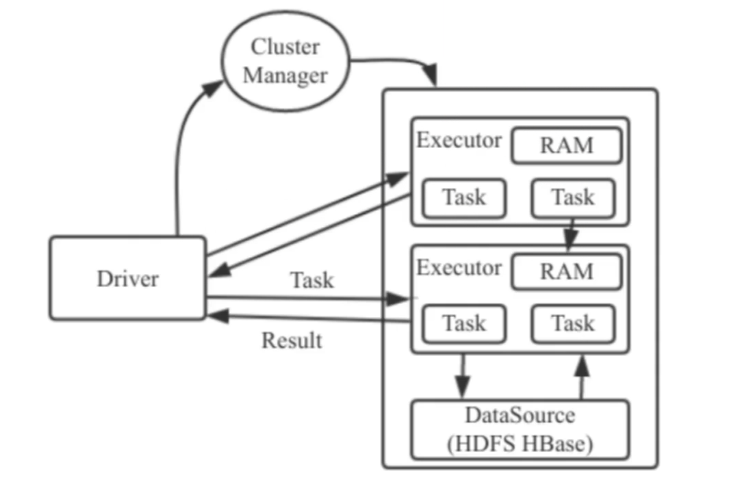 Cluster
Manager
Executor
RAM
Task
Task
Driver
Task
Result
Executor
RAM
Task
Task
DataSource
(HDFS HBase)